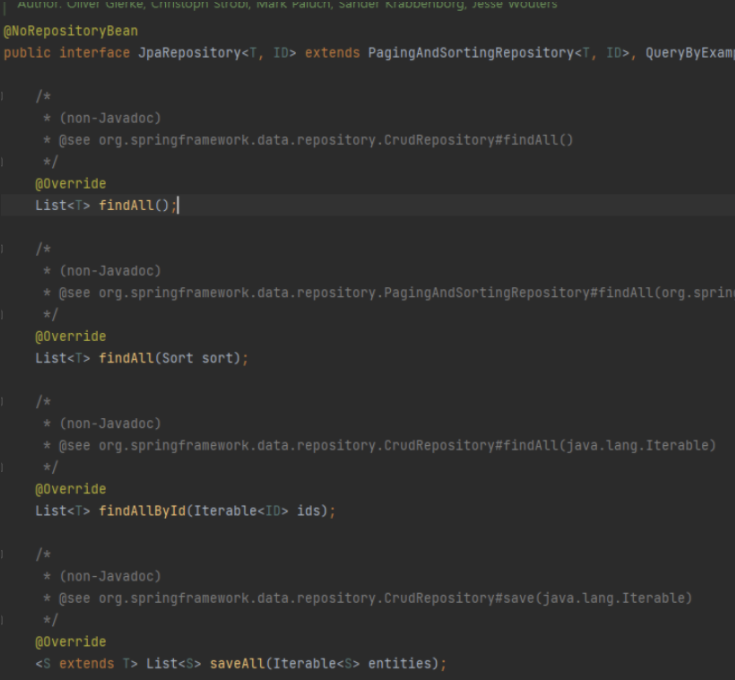 Author: Oliver Gierke, Christoph Strobl, Mark Paluch, Sander Krabbenborg, Jesse Wouters
@NoRepositoryBean
public interface JpaRepository<T, ID> extends PagingAndSortingRepository<T, ID>, QueryByExamp
/*
* (non-Javadoc)
* @see org.springframework.data.repository.CrudRepository#findAll()
*/
@Override
List<T> findAll();
/*
* (non-Javadoc)
* @see org.springframework.data.repository.PagingAndSortingRepository#findAll(org.sprin
*/
@Override
List<T> findAll(Sort sort);
/*
* (non-Javadoc)
* @see org.springframework.data.repository.CrudRepository#findAll(java.lang.Iterable)
*/
@Override
List<T> findAllById(Iterable<ID> ids);
/*
* (non-Javadoc)
* @see org.springframework.data.repository.CrudRepository#save(java.lang.Iterable)
*/
@Override
<S extends T> List<S> saveAll(Iterable<S> entities);